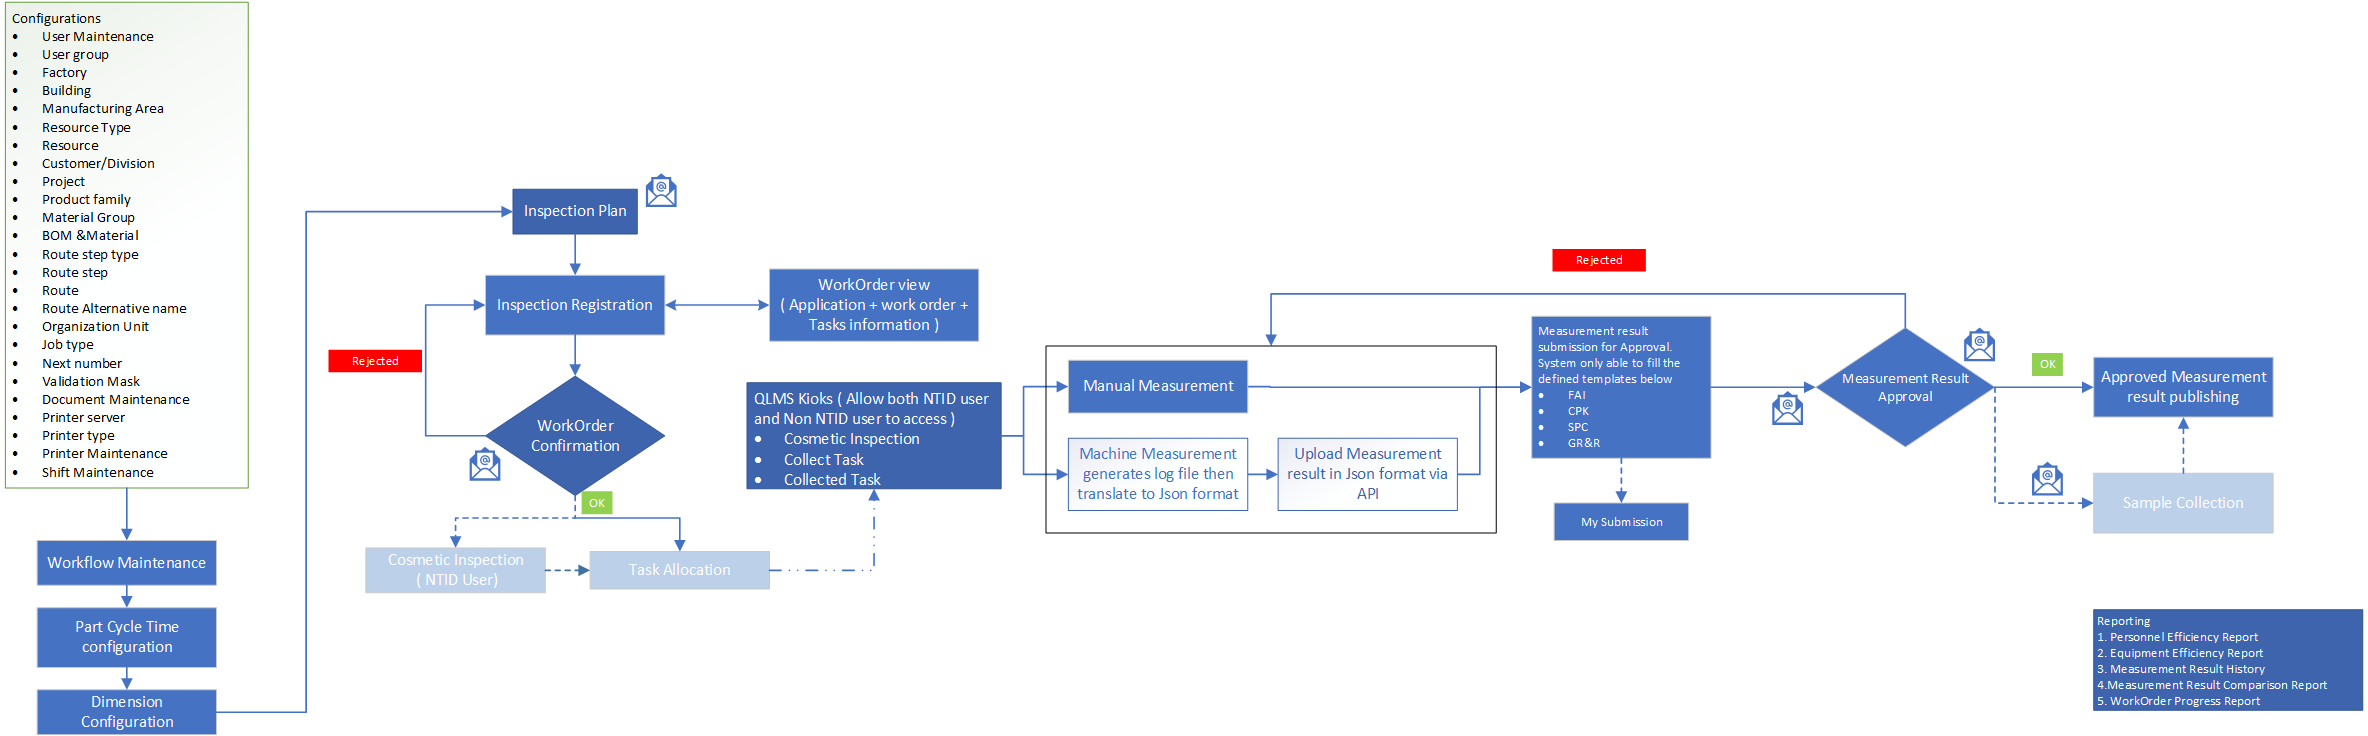 Configurations
• User Maintenance
• User group
• Factory
• Building
• Manufacturing Area
• Resource Type
• Resource
• Customer/Division
• Project
• Product family
• Material Group
• BOM &Material
• Route step type
• Route step
• Route
• Route Alternative name
• Organization Unit
• Job type
• Next number
• Validation Mask
• Document Maintenance
• Printer server
• Printer type
• Printer Maintenance
• Shift Maintenance
Workflow Maintenance
Part Cycle Time
configuration
Dimension
Configuration
Inspection Plan
@
Inspection Registration
WorkOrder view
( Application + work order +
Tasks information )
Rejected
WorkOrder
Confirmation
@
OK
Cosmetic Inspection
( NTID User)
Task Allocation
QLMS Kioks ( Allow both NTID user
and Non NTID user to access )
• Cosmetic Inspection
• Collect Task
• Collected Task
Manual Measurement
Machine Measurement
generates log file then
translate to Json format
Upload Measurement
result in Json format via
API
Rejected
Measurement result
submission for Approval.
System only able to fill the
defined templates below
• FAI
• CPK
• SPC
• GR&R
My Submission
@
Measurement Result
Approval
@
OK
Approved Measurement
result publishing
@
Sample Collection
Reporting
1. Personnel Efficiency Report
2. Equipment Efficiency Report
3. Measurement Result History
4.Measurement Result Comparison Report
5. WorkOrder Progress Report